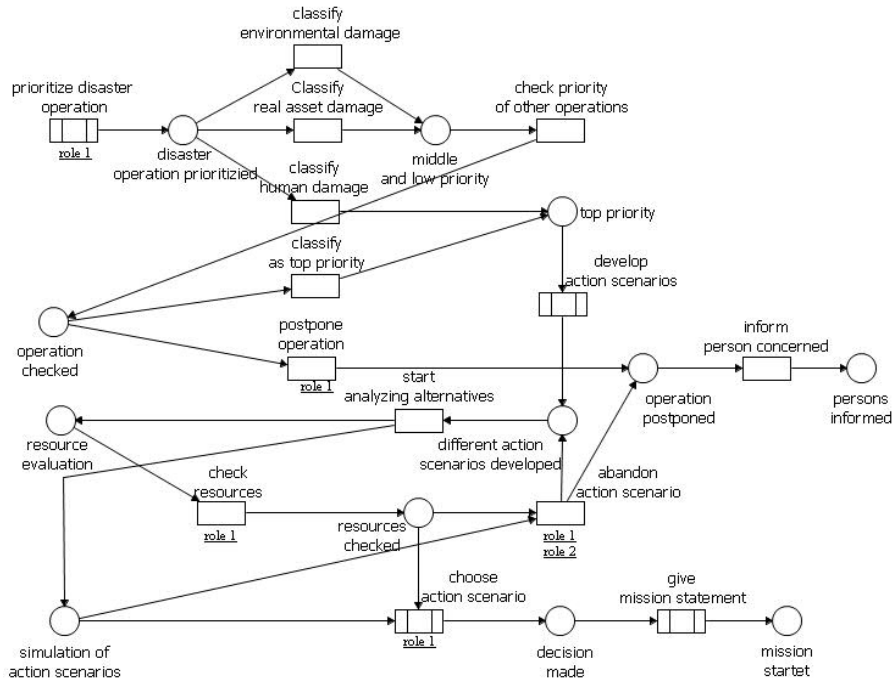 classify
environmental damage
prioritize disaster
operation
role 1
disaster
operation prioritizied
Classify
real asset damage
middle
and low priority
check priority
of other operations
classify
human damage
top priority
classify
as top priority
develop
action scenarios
operation
checked
postpone
operation
role 1
inform
person concerned
operation
postponed
persons
informed
start
analyzing alternatives
resource
evaluation
different action
scenarios developed
check
resources
role 1
resources
checked
abandon
action scenario
role 1
role 2
choose
action scenario
role 1
give
mission statement
simulation of
action scenarios
decision
made
mission
startet